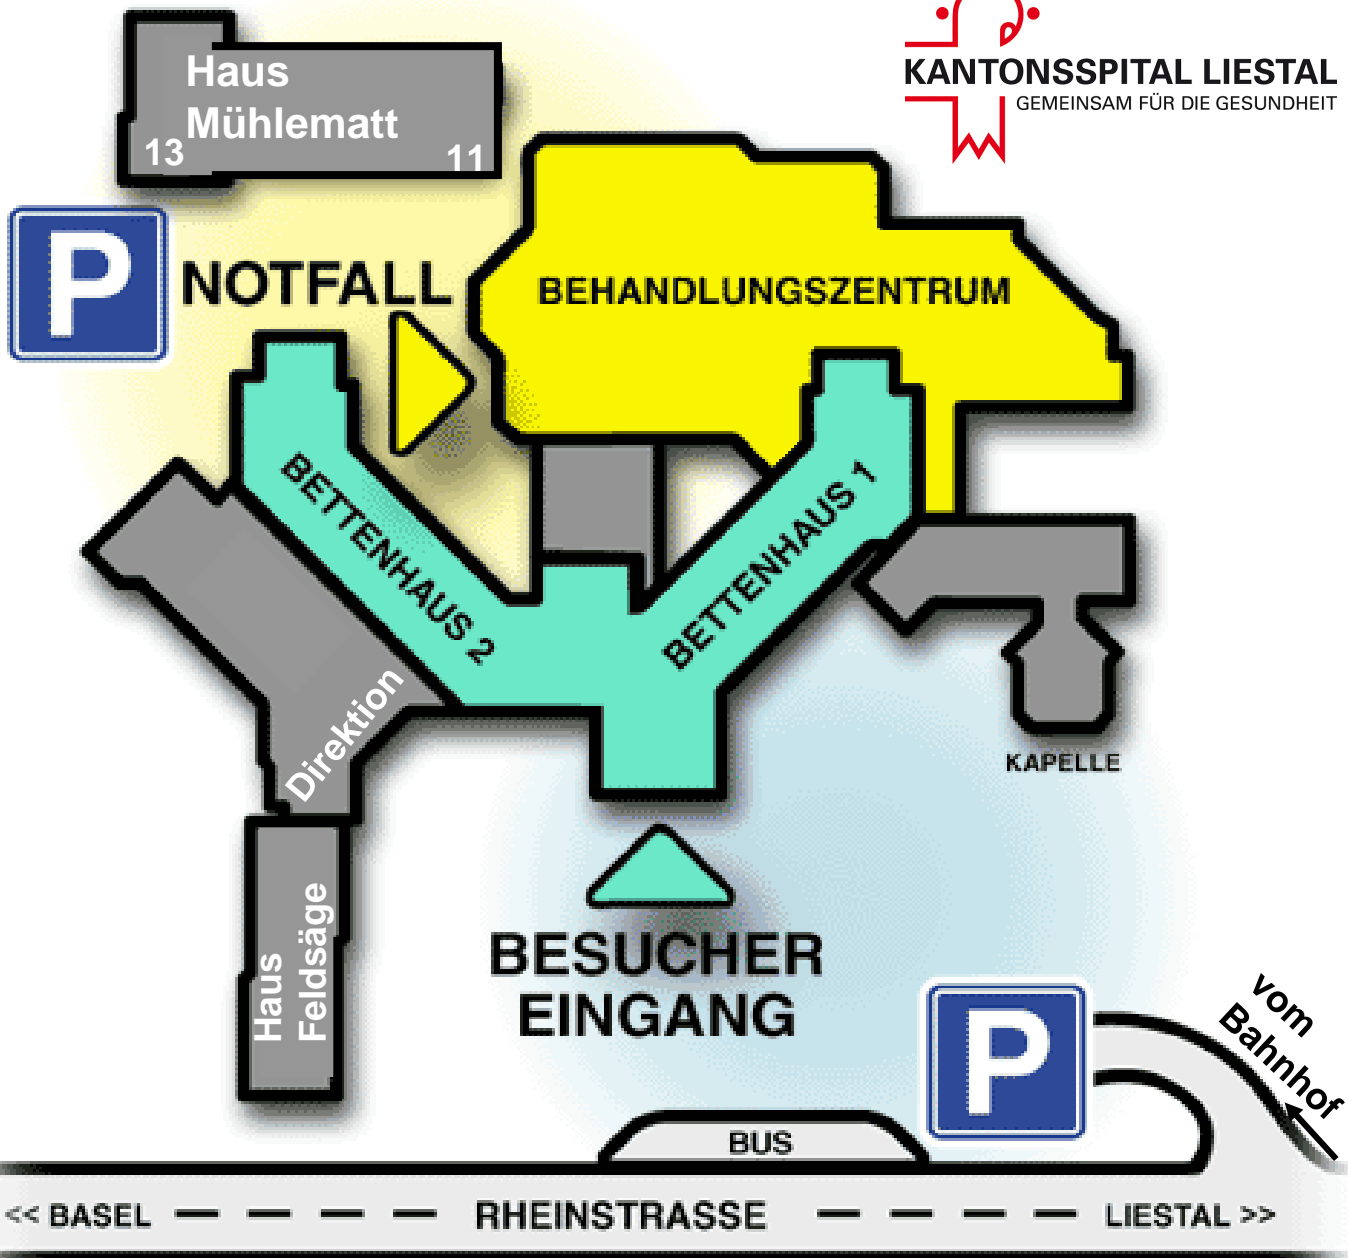 KANTONSSPITAL LIESTAL
GEMEINSAM FÜR DIE GESUNDHEIT
Haus
Mühlematt
13
11
P
NOTFALL
BEHANDLUNGSZENTRUM
BETTENHAUS 2
BETTENHAUS 1
Direktion
KAPELLE
Haus
Feldsäge
BESUCHER
EINGANG
P
vom
Bahnhof
BUS
<< BASEL
RHEINSTRASSE
LIESTAL >>